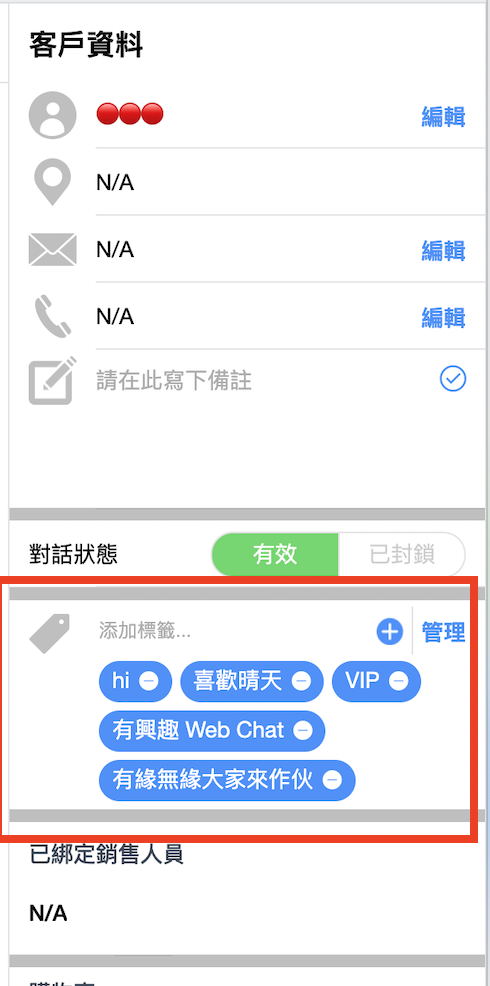 客戶資料
編輯
N/A
N/A 編輯
N/A 編輯
請在此寫下備註
對話狀態 有效 已封鎖
添加標籤... 管理
hi 喜歡晴天 VIP
有興趣 Web Chat
有緣無緣大家來作伙
已綁定銷售人員
N/A